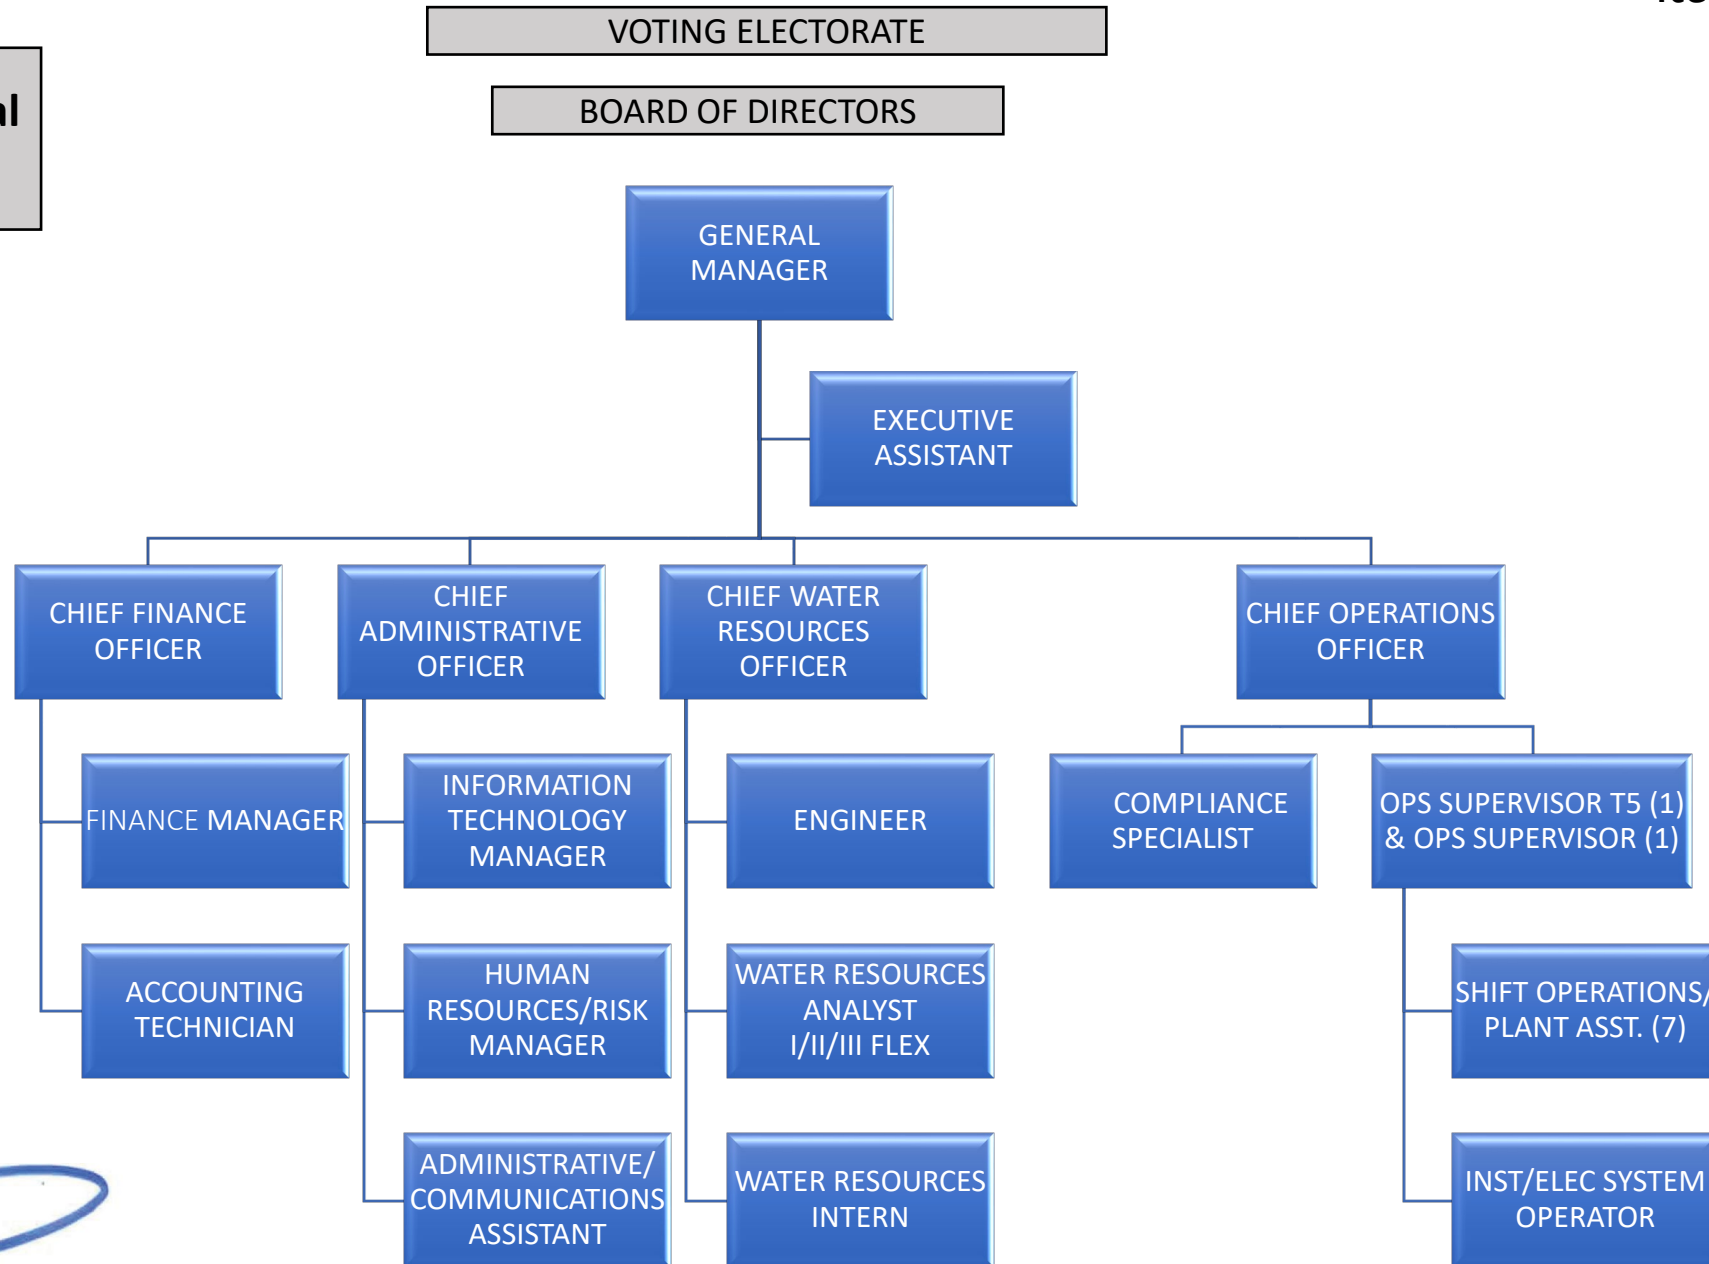 VOTING ELECTORATE
BOARD OF DIRECTORS
GENERAL
MANAGER
EXECUTIVE
ASSISTANT
CHIEF FINANCE
OFFICER
CHIEF
ADMINISTRATIVE
OFFICER
CHIEF WATER
RESOURCES
OFFICER
CHIEF OPERATIONS
OFFICER
FINANCE MANAGER
INFORMATION
TECHNOLOGY
MANAGER
ENGINEER
COMPLIANCE
SPECIALIST
OPS SUPERVISOR T5 (1)
& OPS SUPERVISOR (1)
ACCOUNTING
TECHNICIAN
HUMAN
RESOURCES/RISK
MANAGER
WATER RESOURCES
ANALYST
I/II/III FLEX
SHIFT OPERATIONS/
PLANT ASST. (7)
ADMINISTRATIVE/
COMMUNICATIONS
ASSISTANT
WATER RESOURCES
INTERN
INST/ELEC SYSTEM
OPERATOR